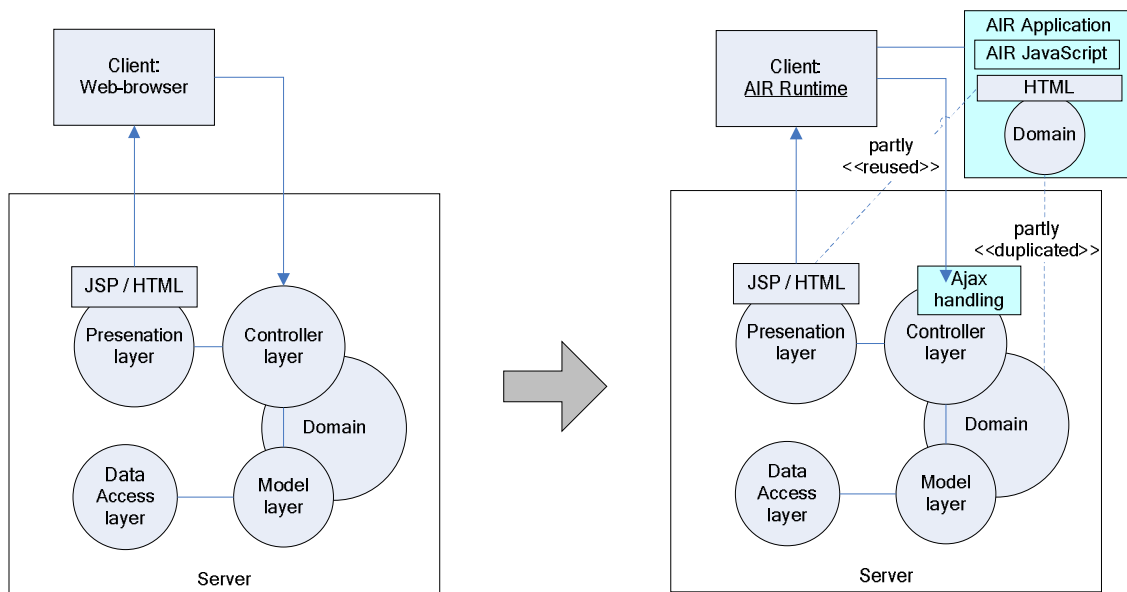 Client:
Web-browser
JSP / HTML
Presenation
layer
Controller
layer
Domain
Data
Access
layer
Model
layer
Server
Client:
AIR Runtime
AIR Application
AIR JavaScript
HTML
Domain
partly
<<reused>>
partly
<<duplicated>>
JSP / HTML
Ajax
handling
Presenation
layer
Controller
layer
Domain
Data
Access
layer
Model
layer
Server